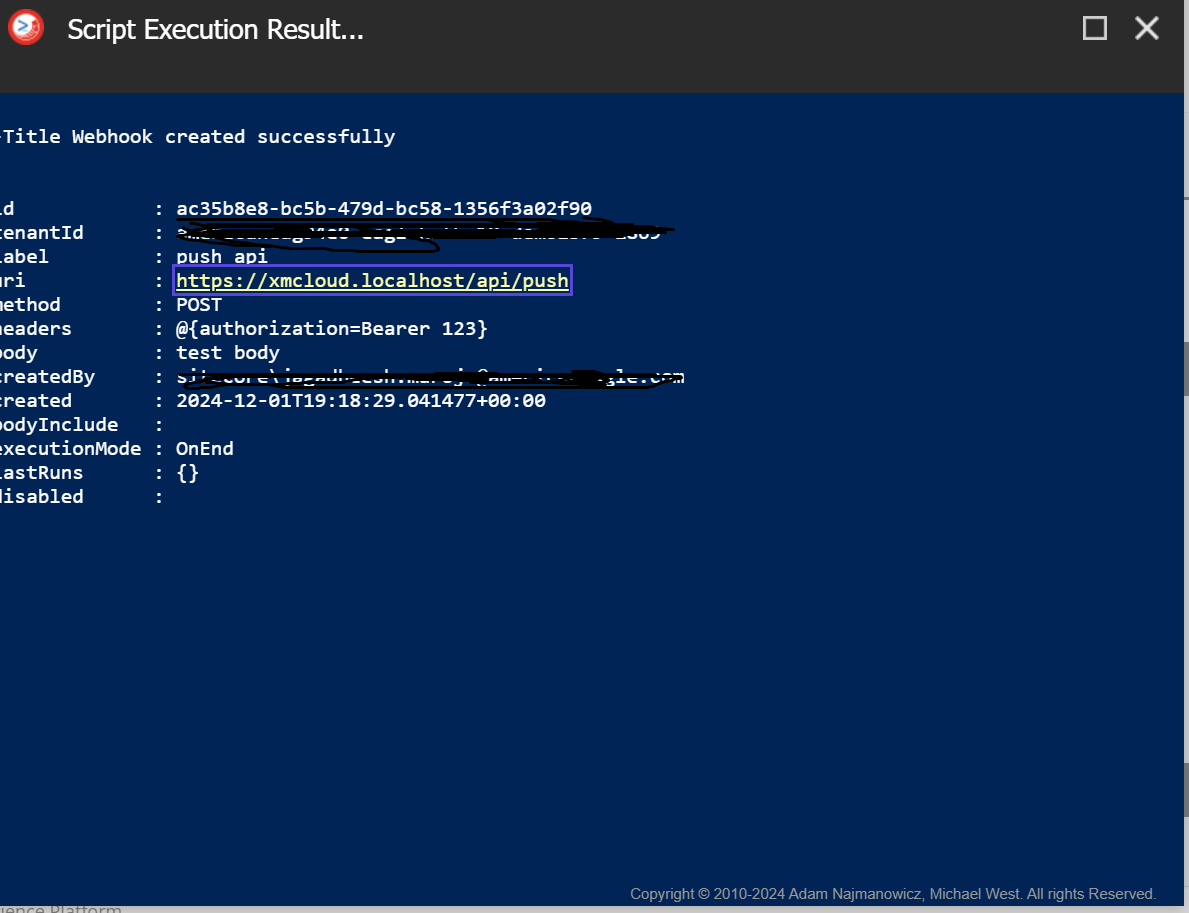 Script Execution Result...
-Title Webhook created successfully
id : ac35b8e8-bc5b-479d-bc58-1356f3a02f90
tenantId :
label : push api
uri : https://xmcloud.localhost/api/push
method : POST
headers : @{authorization=Bearer 123}
body : test body
createdBy :
created : 2024-12-01T19:18:29.041477+00:00
bodyInclude :
executionMode : OnEnd
lastRuns : {}
disabled :
Copyright © 2010-2024 Adam Najmanowicz, Michael West. All rights Reserved.
Platform